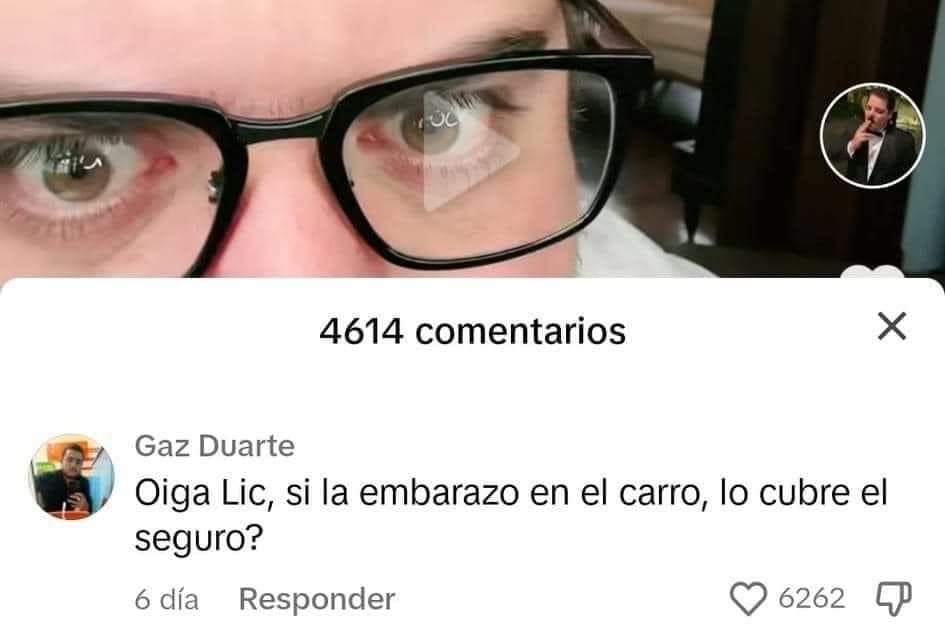 4614 comentarios
Gaz Duarte
Oiga Lic, si la embarazo en el carro, lo cubre el
seguro?
6 día Responder 6262